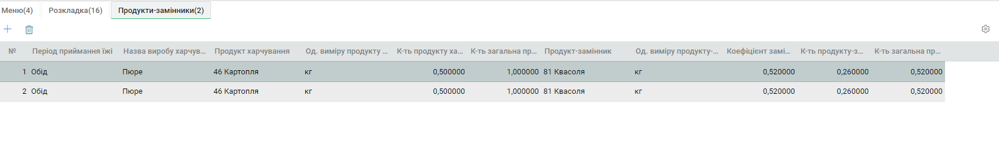 Меню(4) Розкладка(16) Продукти-замінники(2)
№ Період приймання їжі Назва виробу харчув... Продукт харчування Од. виміру продукту ... К-ть продукту ха... К-ть загальна пр... Продукт-замінник Од. виміру продукту-... Коефіцієнт замі... К-ть продукту-з... К-ть загальна пр...
1 Обід Пюре 46 Картопля кг 0,500000 1,000000 81 Квасоля кг 0,520000 0,260000 0,520000
2 Обід Пюре 46 Картопля кг 0,500000 1,000000 81 Квасоля кг 0,520000 0,260000 0,520000